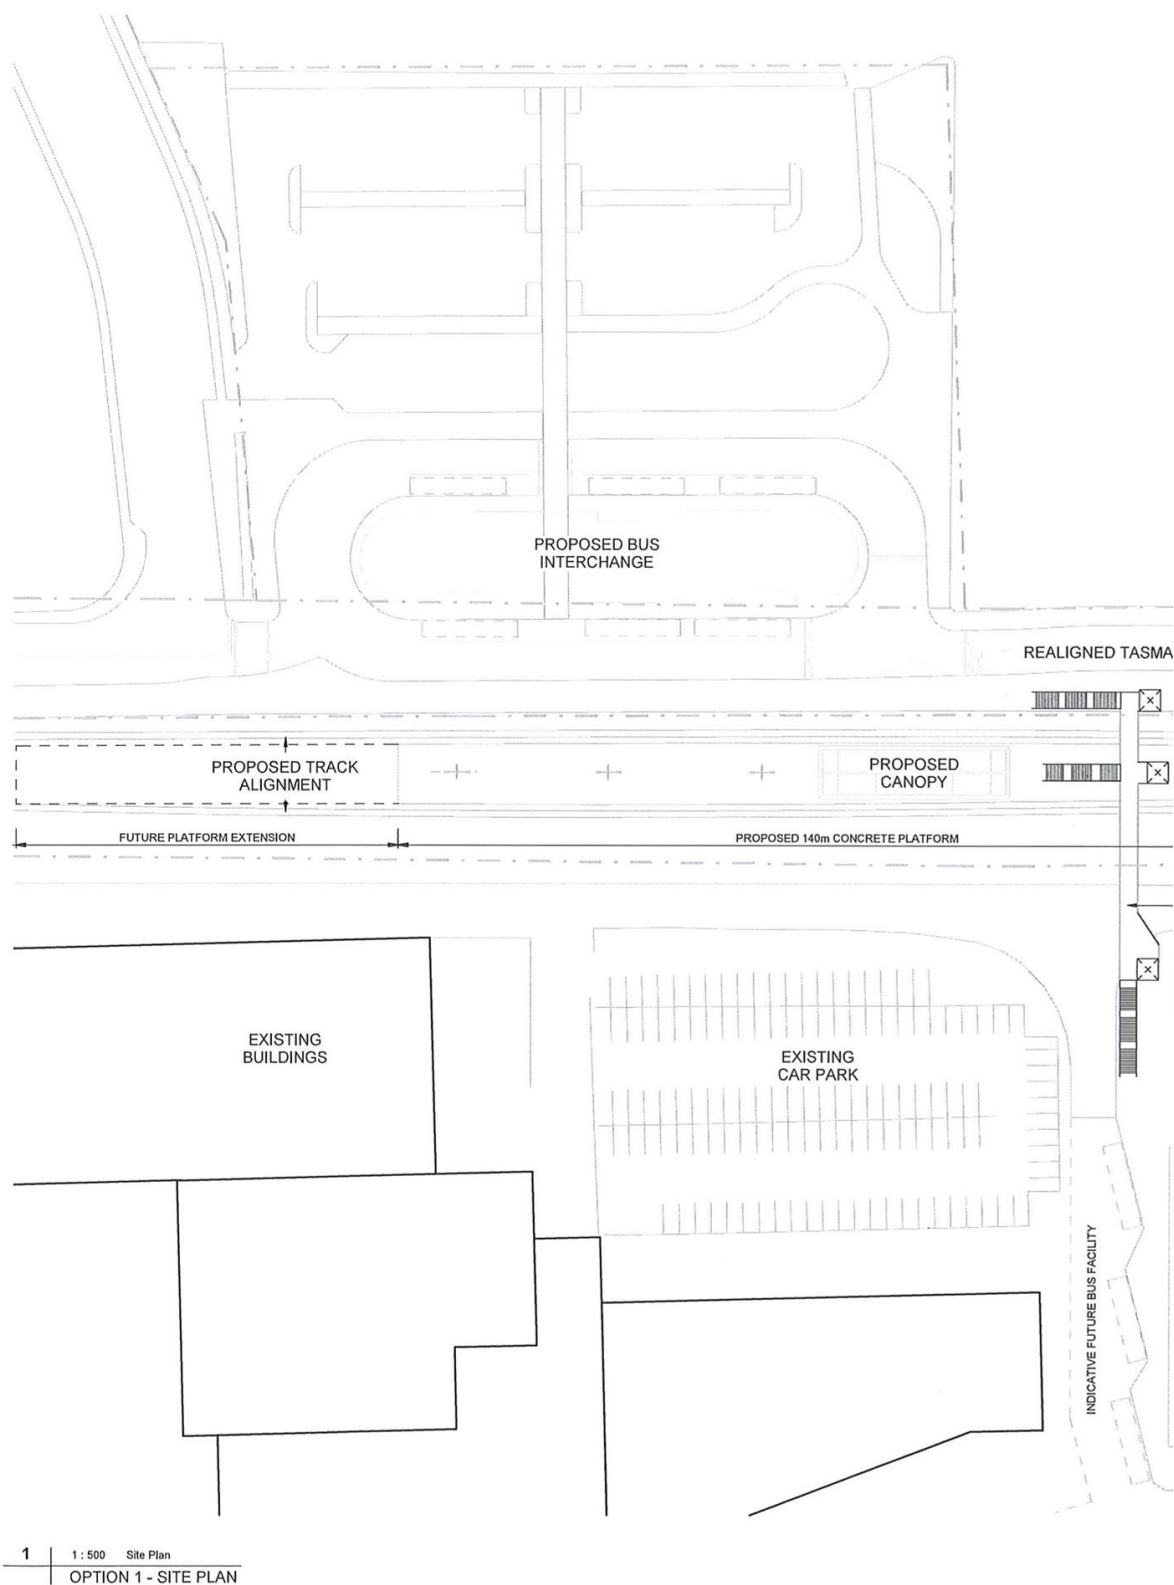 PROPOSED BUS
INTERCHANGE
REALIGNED TASMA
PROPOSED TRACK
ALIGNMENT
PROPOSED
CANOPY
FUTURE PLATFORM EXTENSION
PROPOSED 140m CONCRETE PLATFORM
EXISTING
BUILDINGS
EXISTING
CAR PARK
INDICATIVE FUTURE BUS FACILITY
1
1 : 500 Site Plan
OPTION 1 - SITE PLAN